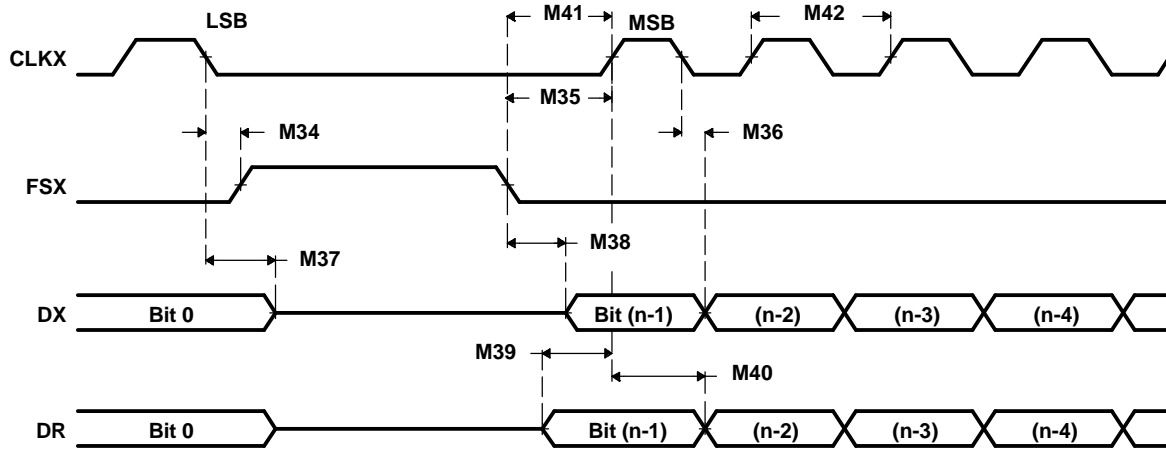 LSB
M41
MSB
M42
CLKX
M35
M34
M36
FSX
M38
M37
DX
Bit 0
Bit (n-1)
(n-2)
(n-3)
(n-4)
M39
M40
DR
Bit 0
Bit (n-1)
(n-2)
(n-3)
(n-4)